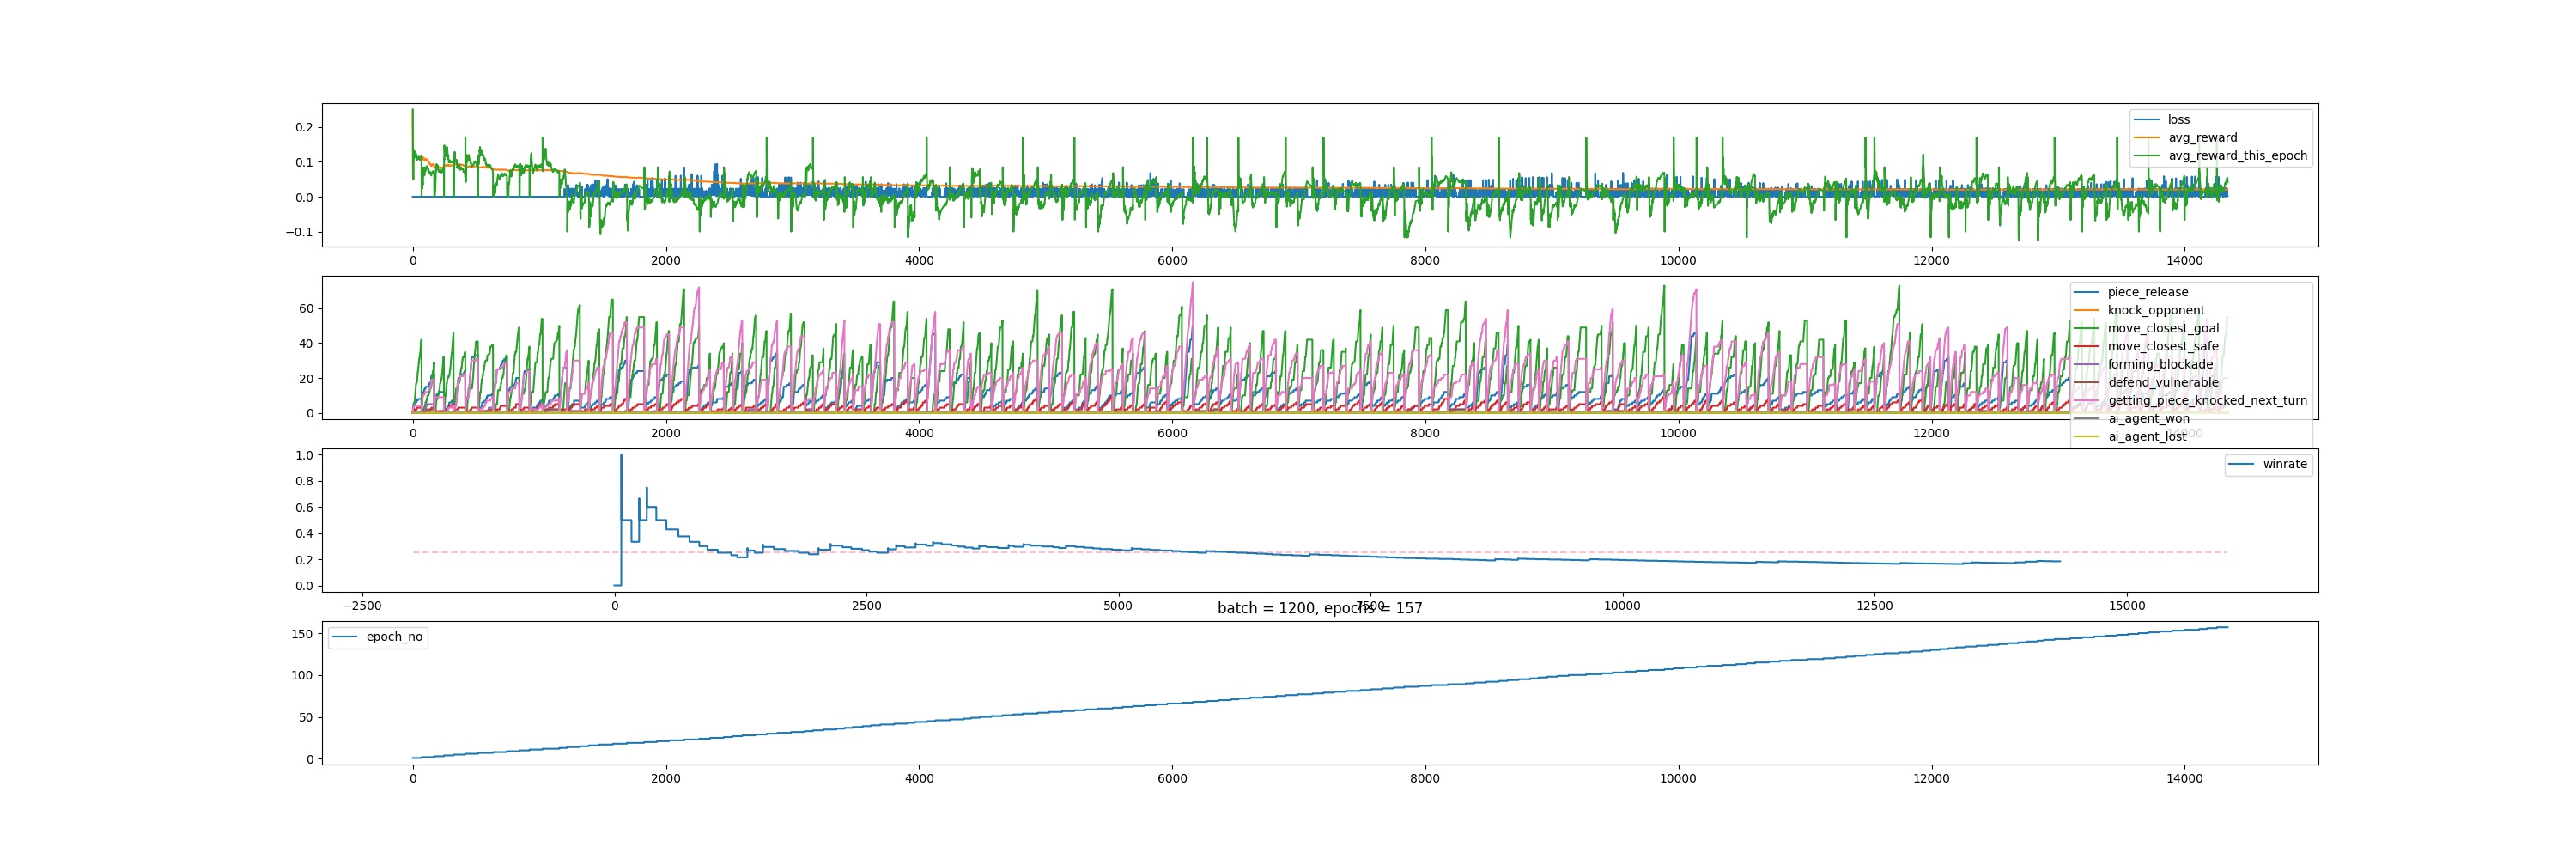 0.2
0.1
0.0
−0.1
loss
avg_reward
avg_reward_this_epoch
0 2000 4000 6000 8000 10000 12000 14000
60
40
20
0
piece_release
knock_opponent
move_closest_goal
move_closest_safe
forming_blockade
defend_vulnerable
getting_piece_knocked_next_turn
ai_agent_won
ai_agent_lost
0 2000 4000 6000 8000 10000 12000 14000
1.0
0.8
0.6
0.4
0.2
0.0
winrate
−2500 0 2500 5000 7500 10000 12500 15000
batch = 1200, epochs = 157
150
100
50
0
epoch_no
0 2000 4000 6000 8000 10000 12000 14000